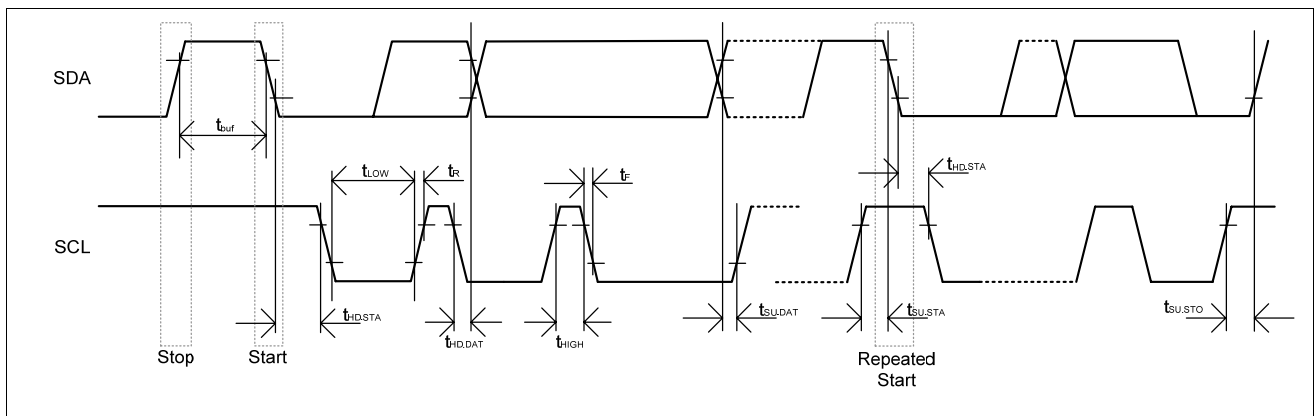 SDA
tbuf
tLOW
tR
tF
tHD.STA
SCL
tHD.STA
tHD.DAT
tHIGH
tSU.DAT
tSU.STA
tSU.STO
Stop
Start
Repeated
Start